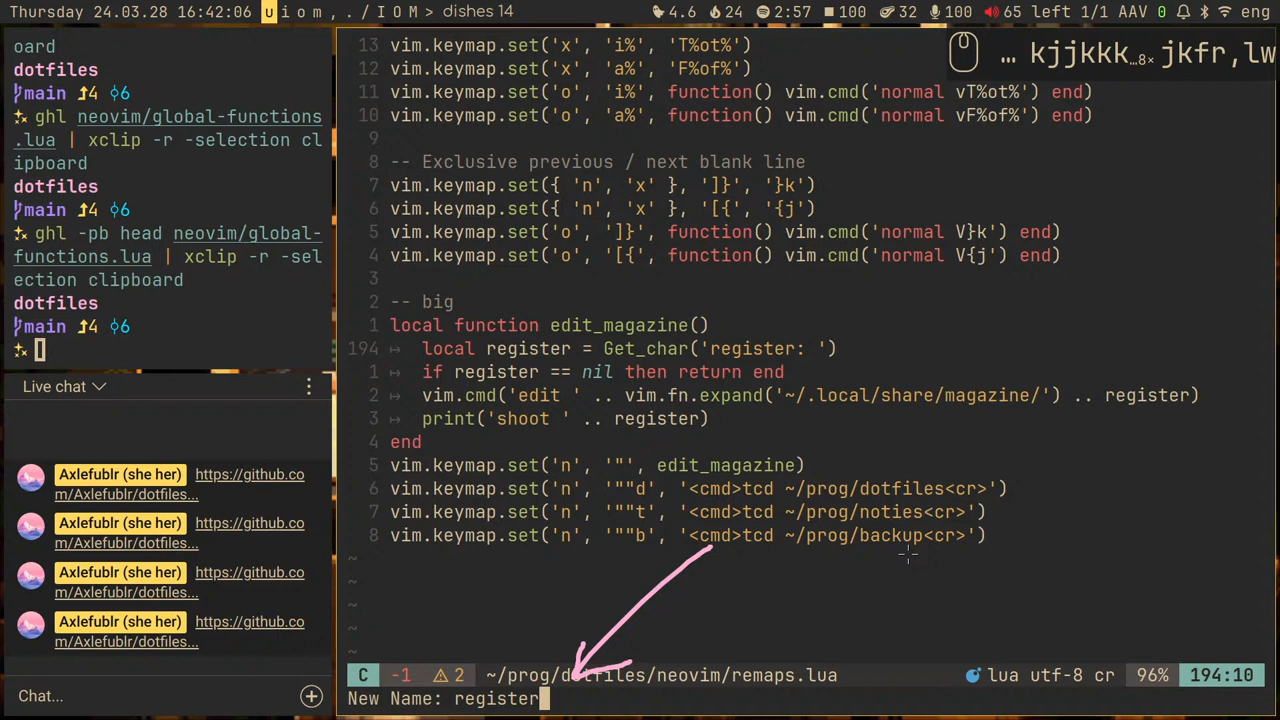 Thursday 24.03.28 16:42:06 u i o m , . / I O M > dishes 14 4.6 24 2:57 100 32 100 65 left 1/1 AAV 0 eng
… kjjkkk…8× jkfr,lw
oard
dotfiles
main 4 6
ghl neovim/global-functions
.lua | xclip -r -selection cl
ipboard
dotfiles
main 4 6
ghl -pb head neovim/global-
functions.lua | xclip -r -sel
ection clipboard
dotfiles
main 4 6
Live chat
Axlefublr (she her) https://github.co
m/Axlefublr/dotfiles...
Axlefublr (she her) https://github.co
m/Axlefublr/dotfiles...
Axlefublr (she her) https://github.co
m/Axlefublr/dotfiles...
Axlefublr (she her) https://github.co
m/Axlefublr/dotfiles...
Chat...
13 vim.keymap.set('x', 'i%', 'T%ot%')
12 vim.keymap.set('x', 'a%', 'F%of%')
11 vim.keymap.set('o', 'i%', function() vim.cmd('normal vT%ot%') end)
10 vim.keymap.set('o', 'a%', function() vim.cmd('normal vF%of%') end)
9
8 -- Exclusive previous / next blank line
7 vim.keymap.set({ 'n', 'x' }, ']}', '}k')
6 vim.keymap.set({ 'n', 'x' }, '[{', '{j')
5 vim.keymap.set('o', ']}', function() vim.cmd('normal V}k') end)
4 vim.keymap.set('o', '[{', function() vim.cmd('normal V{j') end)
3
2 -- big
1 local function edit_magazine()
194 local register = Get_char('register: ')
1 if register == nil then return end
2 vim.cmd('edit ' .. vim.fn.expand('~/.local/share/magazine/') .. register)
3 print('shoot ' .. register)
4 end
5 vim.keymap.set('n', '"', edit_magazine)
6 vim.keymap.set('n', '""d', '<cmd>tcd ~/prog/dotfiles<cr>')
7 vim.keymap.set('n', '""t', '<cmd>tcd ~/prog/noties<cr>')
8 vim.keymap.set('n', '""b', '<cmd>tcd ~/prog/backup<cr>')
~
~
~
~
~
C -1 2 ~/prog/dotfiles/neovim/remaps.lua lua utf-8 cr 96% 194:10
New Name: register